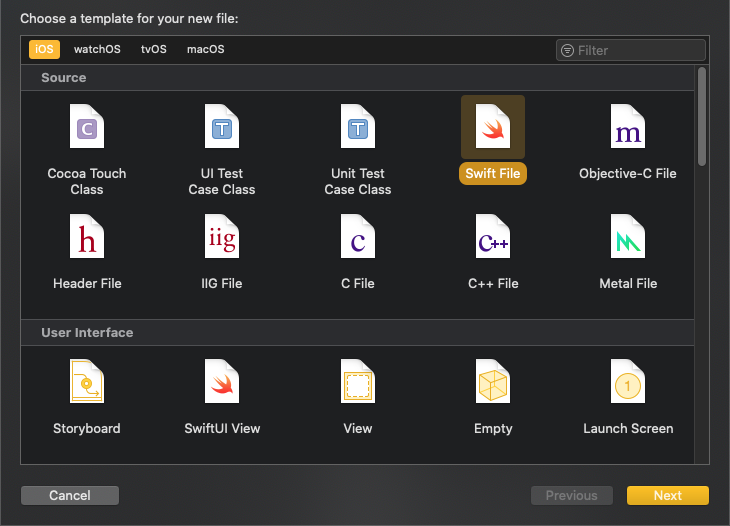 Choose a template for your new file:
iOS watchOS tvOS macOS Filter
Source
C T T m
Cocoa Touch Class
UI Test Case Class
Unit Test Case Class
Swift File
Objective-C File
h iig c c++
Header File
IIG File
C File
C++ File
Metal File
User Interface
1
Storyboard
SwiftUI View
View
Empty
Launch Screen
Cancel Previous Next